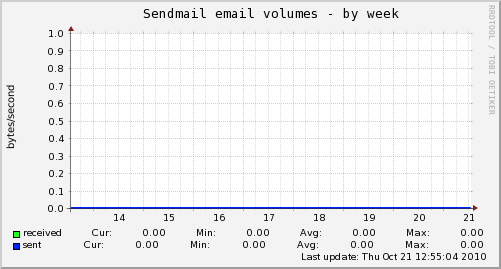 Sendmail email volumes - by week
RRDTOOL / TOBI OETIKER
bytes/second
1.0
0.9
0.8
0.7
0.6
0.5
0.4
0.3
0.2
0.1
0.0
14 15 16 17 18 19 20 21
received Cur: 0.00 Min: 0.00 Avg: 0.00 Max: 0.00
sent Cur: 0.00 Min: 0.00 Avg: 0.00 Max: 0.00
Last update: Thu Oct 21 12:55:04 2010